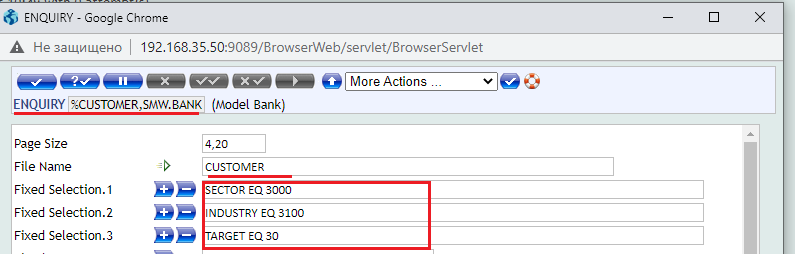 ENQUIRY - Google Chrome
Не защищено 192.168.35.50:9089/BrowserWeb/servlet/BrowserServlet
More Actions ...
ENQUIRY %CUSTOMER,SMW.BANK (Model Bank)
Page Size 4,20
File Name CUSTOMER
Fixed Selection.1 SECTOR EQ 3000
Fixed Selection.2 INDUSTRY EQ 3100
Fixed Selection.3 TARGET EQ 30